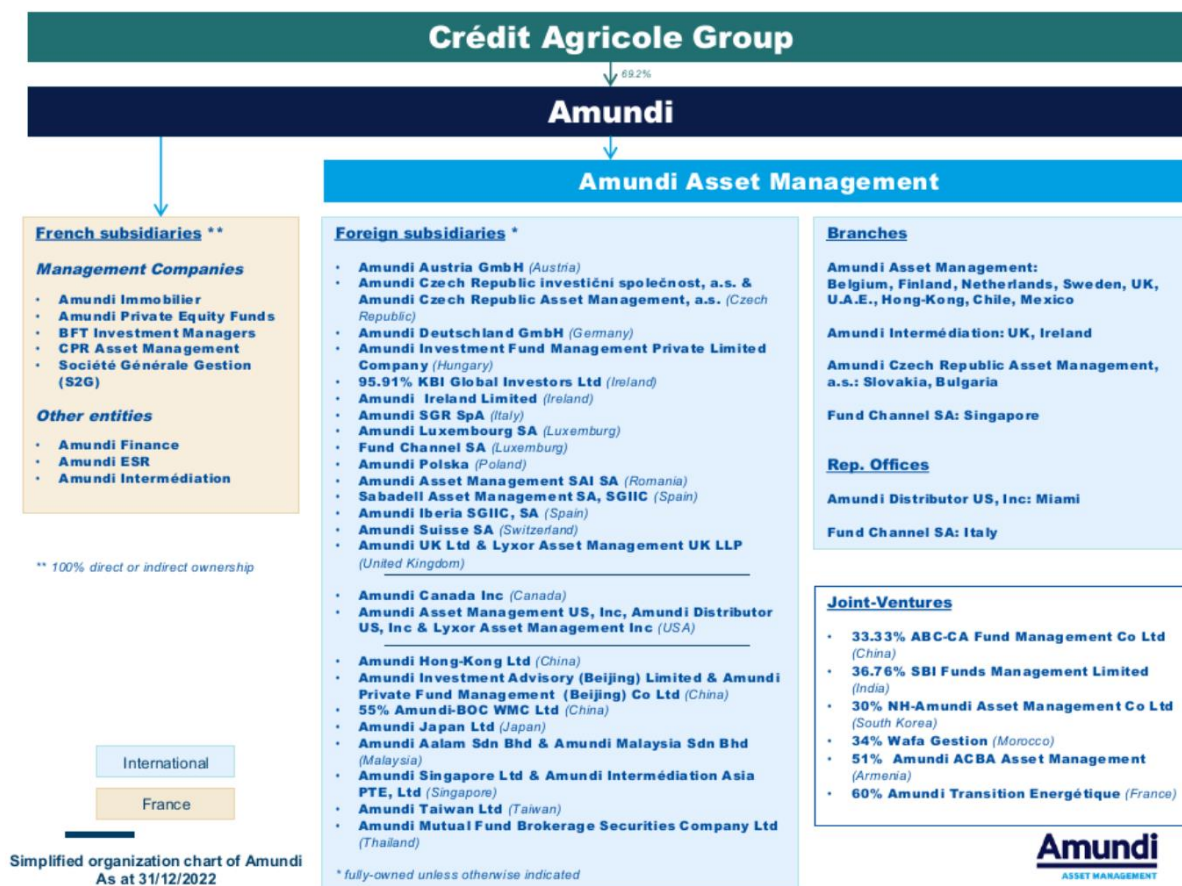 Crédit Agricole Group
69.2%
Amundi
Amundi Asset Management
French subsidiaries **
Management Companies
• Amundi Immobilier
• Amundi Private Equity Funds
• BFT Investment Managers
• CPR Asset Management
• Société Générale Gestion
(S2G)
Other entities
• Amundi Finance
• Amundi ESR
• Amundi Intermédiation
** 100% direct or indirect ownership
International
France
Simplified organization chart of Amundi
As at 31/12/2022
Foreign subsidiaries *
• Amundi Austria GmbH (Austria)
• Amundi Czech Republic investiční společnost, a.s. &
Amundi Czech Republic Asset Management, a.s. (Czech
Republic)
• Amundi Deutschland GmbH (Germany)
• Amundi Investment Fund Management Private Limited
Company (Hungary)
• 95.91% KBI Global Investors Ltd (Ireland)
• Amundi Ireland Limited (Ireland)
• Amundi SGR SpA (Italy)
• Amundi Luxembourg SA (Luxemburg)
• Fund Channel SA (Luxemburg)
• Amundi Polska (Poland)
• Amundi Asset Management SAI SA (Romania)
• Sabadell Asset Management SA, SGIIC (Spain)
• Amundi Iberia SGIIC, SA (Spain)
• Amundi Suisse SA (Switzerland)
• Amundi UK Ltd & Lyxor Asset Management UK LLP
(United Kingdom)
• Amundi Canada Inc (Canada)
• Amundi Asset Management US, Inc, Amundi Distributor
US, Inc & Lyxor Asset Management Inc (USA)
• Amundi Hong-Kong Ltd (China)
• Amundi Investment Advisory (Beijing) Limited & Amundi
Private Fund Management (Beijing) Co Ltd (China)
• 55% Amundi-BOC WMC Ltd (China)
• Amundi Japan Ltd (Japan)
• Amundi Aalam Sdn Bhd & Amundi Malaysia Sdn Bhd
(Malaysia)
• Amundi Singapore Ltd & Amundi Intermédiation Asia
PTE, Ltd (Singapore)
• Amundi Taiwan Ltd (Taiwan)
• Amundi Mutual Fund Brokerage Securities Company Ltd
(Thailand)
* fully-owned unless otherwise indicated
Branches
Amundi Asset Management:
Belgium, Finland, Netherlands, Sweden, UK,
U.A.E., Hong-Kong, Chile, Mexico
Amundi Intermédiation: UK, Ireland
Amundi Czech Republic Asset Management,
a.s.: Slovakia, Bulgaria
Fund Channel SA: Singapore
Rep. Offices
Amundi Distributor US, Inc: Miami
Fund Channel SA: Italy
Joint-Ventures
• 33.33% ABC-CA Fund Management Co Ltd
(China)
• 36.76% SBI Funds Management Limited
(India)
• 30% NH-Amundi Asset Management Co Ltd
(South Korea)
• 34% Wafa Gestion (Morocco)
• 51% Amundi ACBA Asset Management
(Armenia)
• 60% Amundi Transition Energétique (France)
Amundi
ASSET MANAGEMENT